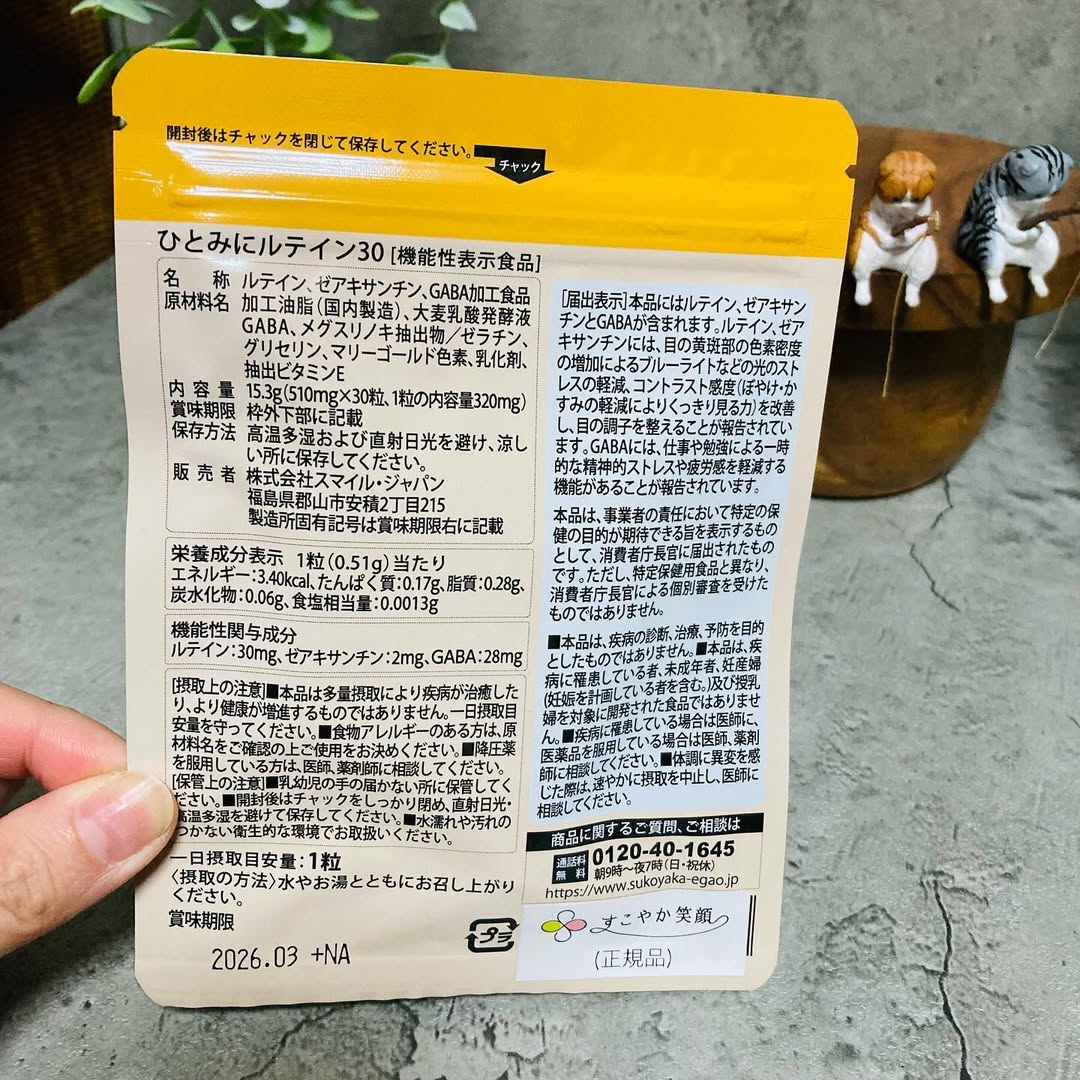 開封後はチャックを閉じて保存してください。
チャック
ひとみにルテイン30 [機能性表示食品]
名称 ルテイン、ゼアキサンチン、GABA加工食品
原材料名 加工油脂(国内製造)、大麦乳酸発酵液
GABA、メグスリノキ抽出物/ゼラチン、
グリセリン、マリーゴールド色素、乳化剤、
抽出ビタミンE
内容量 15.3g(510mg×30粒、1粒の内容量320mg)
賞味期限 枠外下部に記載
保存方法 高温多湿および直射日光を避け、涼し
い所に保存してください。
販売者 株式会社スマイル・ジャパン
福島県郡山市安積2丁目215
製造所固有記号は賞味期限右に記載
栄養成分表示 1粒(0.51g)当たり
エネルギー:3.40kcal、たんぱく質:0.17g、脂質:0.28g、
炭水化物:0.06g、食塩相当量:0.0013g
機能性関与成分
ルテイン:30mg、ゼアキサンチン:2mg、GABA:28mg
[摂取上の注意]■本品は多量摂取により疾病が治癒した
り、より健康が増進するものではありません。一日摂取目
安量を守ってください。■食物アレルギーのある方は、原
材料名をご確認の上ご使用をお決めください。■降圧薬
を服用している方は、医師、薬剤師に相談してください。
[保管上の注意]■乳幼児の手の届かない所に保管してく
ださい。■開封後はチャックをしっかり閉め、直射日光・
高温多湿を避けて保存してください。■水濡れや汚れの
つかない衛生的な環境でお取扱いください。
一日摂取目安量:1粒
〈摂取の方法〉水やお湯とともにお召し上がり
ください。
賞味期限
2026.03 +NA
プラ
[届出表示]本品にはルテイン、ゼアキサン
チンとGABAが含まれます。ルテイン、ゼア
キサンチンには、目の黄斑部の色素密度
の増加によるブルーライトなどの光のスト
レスの軽減、コントラスト感度(ぼやけ・か
すみの軽減によりくっきり見る力)を改善
し、目の調子を整えることが報告されてい
ます。GABAには、仕事や勉強による一時
的な精神的ストレスや疲労感を軽減する
機能があることが報告されています。
本品は、事業者の責任において特定の保
健の目的が期待できる旨を表示するもの
として、消費者庁長官に届出されたもの
です。ただし、特定保健用食品と異なり、
消費者庁長官による個別審査を受けた
ものではありません。
■本品は、疾病の診断、治療、予防を目的
としたものではありません。■本品は、疾
病に罹患している者、未成年者、妊産婦
(妊娠を計画している者を含む。)及び授乳
婦を対象に開発された食品ではありませ
ん。■疾病に罹患している場合は医師に、
医薬品を服用している場合は医師、薬剤
師に相談してください。■体調に異変を感
じた際は、速やかに摂取を中止し、医師に
相談してください。
商品に関するご質問、ご相談は
通話料無料 0120-40-1645
朝9時〜夜7時(日・祝休)
https://www.sukoyaka-egao.jp
すこやか笑顔
(正規品)